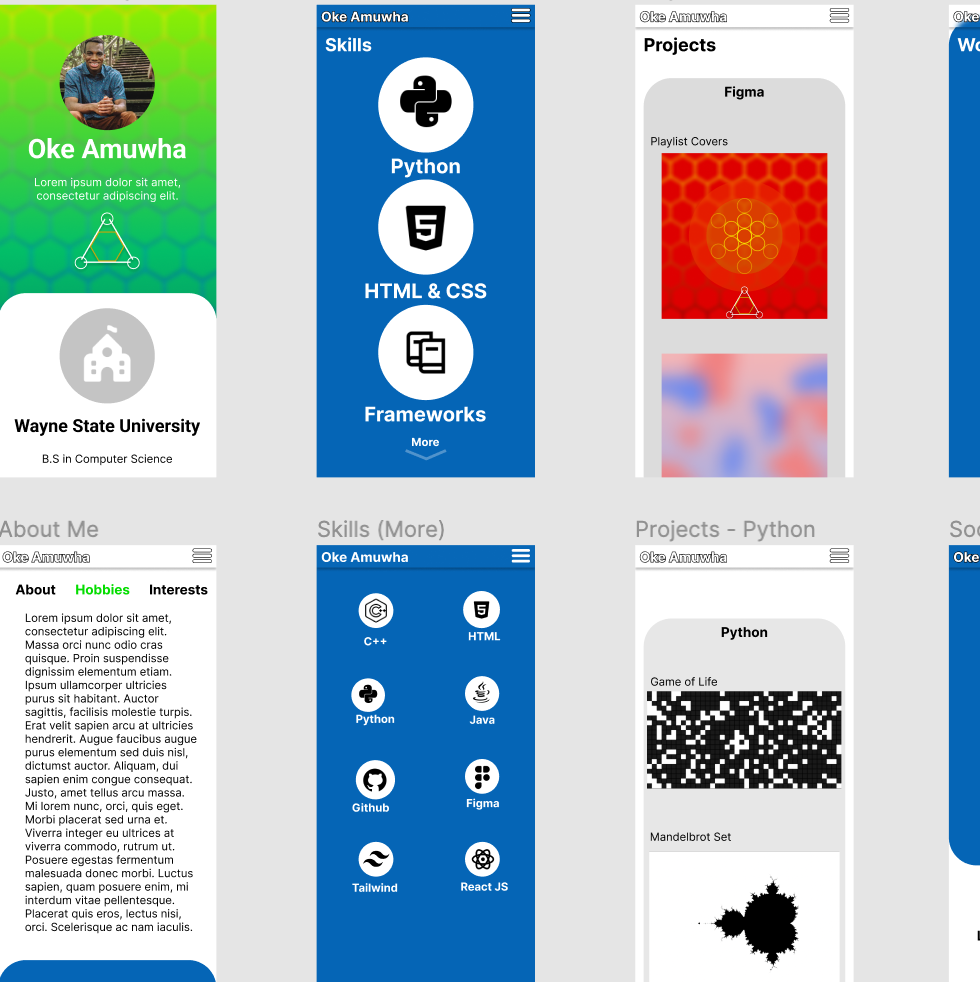 Oke Amuwha
Lorem ipsum dolor sit amet,
consectetur adipiscing elit.
Wayne State University
B.S in Computer Science
Oke Amuwha
Skills
Python
HTML & CSS
Frameworks
More
Oke Amuwha
Projects
Figma
Playlist Covers
Oke
Wo
About Me
Oke Amuwha
About Hobbies Interests
Lorem ipsum dolor sit amet,
consectetur adipiscing elit.
Massa orci nunc odio cras
quisque. Proin suspendisse
dignissim elementum etiam.
Ipsum ullamcorper ultricies
purus sit habitant. Auctor
sagittis, facilisis molestie turpis.
Erat velit sapien arcu at ultricies
hendrerit. Augue faucibus augue
purus elementum sed duis nisl,
dictumst auctor. Aliquam, dui
sapien enim congue consequat.
Justo, amet tellus arcu massa.
Mi lorem nunc, orci, quis eget.
Morbi placerat sed urna et.
Viverra integer eu ultrices at
viverra commodo, rutrum ut.
Posuere egestas fermentum
malesuada donec morbi. Luctus
sapien, quam posuere enim, mi
interdum vitae pellentesque.
Placerat quis eros, lectus nisi,
orci. Scelerisque ac nam iaculis.
Skills (More)
Oke Amuwha
C++
HTML
Python
Java
Github
Figma
Tailwind
React JS
Projects - Python
Oke Amuwha
Python
Game of Life
Mandelbrot Set
Soc
Oke